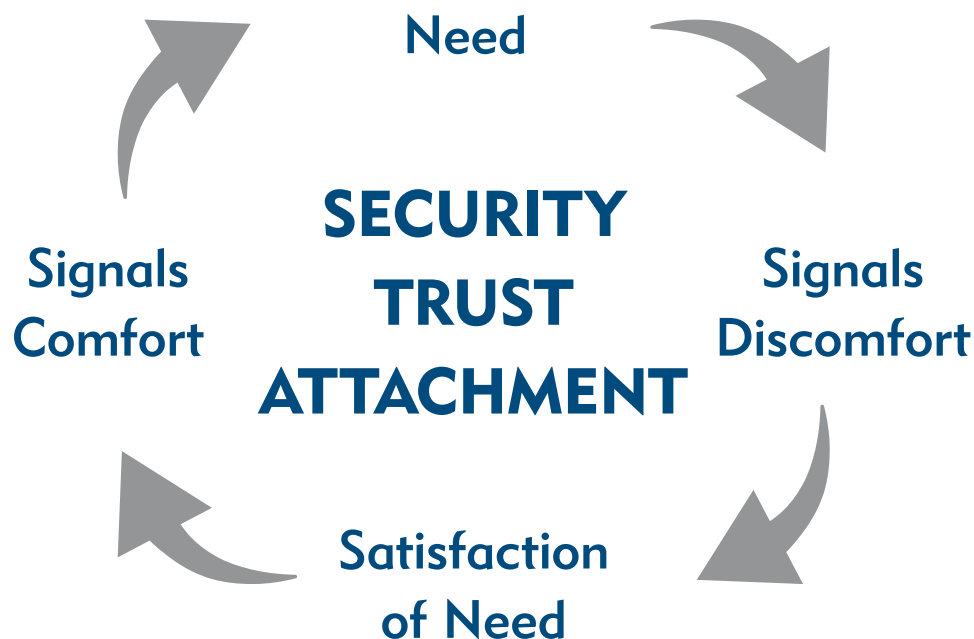 Need
SECURITY
TRUST
ATTACHMENT
Signals
Discomfort
Satisfaction
of Need
Signals
Comfort